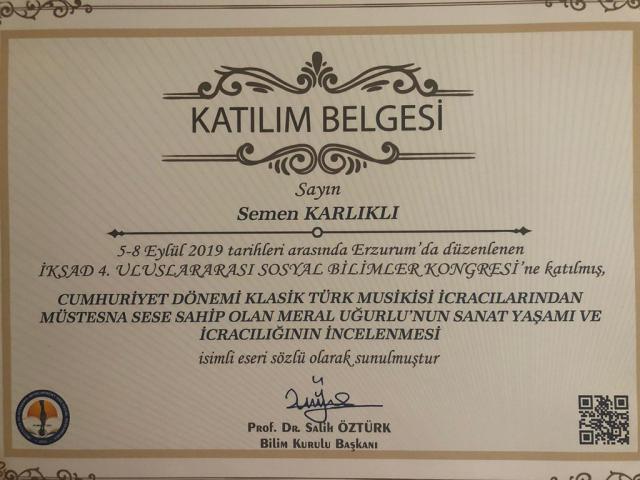 KATILIM BELGESİ
Sayın
Semen KARLIKLI
5-8 Eylül 2019 tarihleri arasında Erzurum'da düzenlenen
İKSAD 4. ULUSLARARASI SOSYAL BİLİMLER KONGRESİ'ne katılmış,
CUMHURİYET DÖNEMİ KLASİK TÜRK MUSIKİSİ İCRACILARINDAN
MÜSTESNA SESE SAHİP OLAN MERAL UĞURLU'NUN SANAT YAŞAMI VE
İCRACILIĞININ İNCELENMESİ
isimli eseri sözlü olarak sunulmuştur
Prof. Dr. Salih ÖZTÜRK
Bilim Kurulu Başkanı